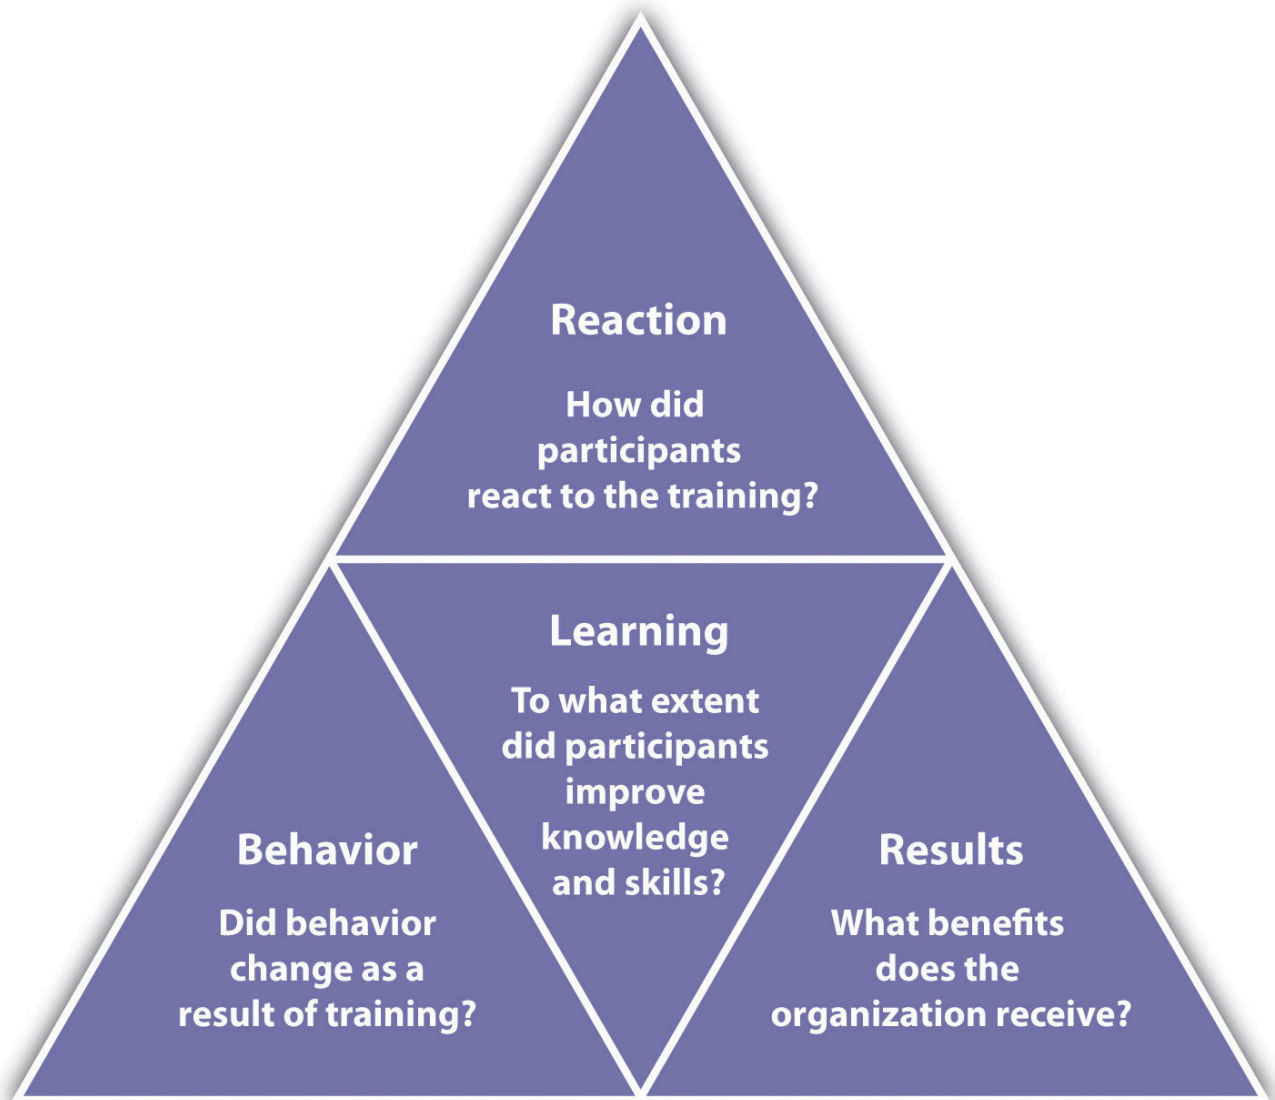 Reaction
How did
participants
react to the training?
Learning
To what extent
did participants
improve
knowledge
and skills?
Behavior
Did behavior
change as a
result of training?
Results
What benefits
does the
organization receive?